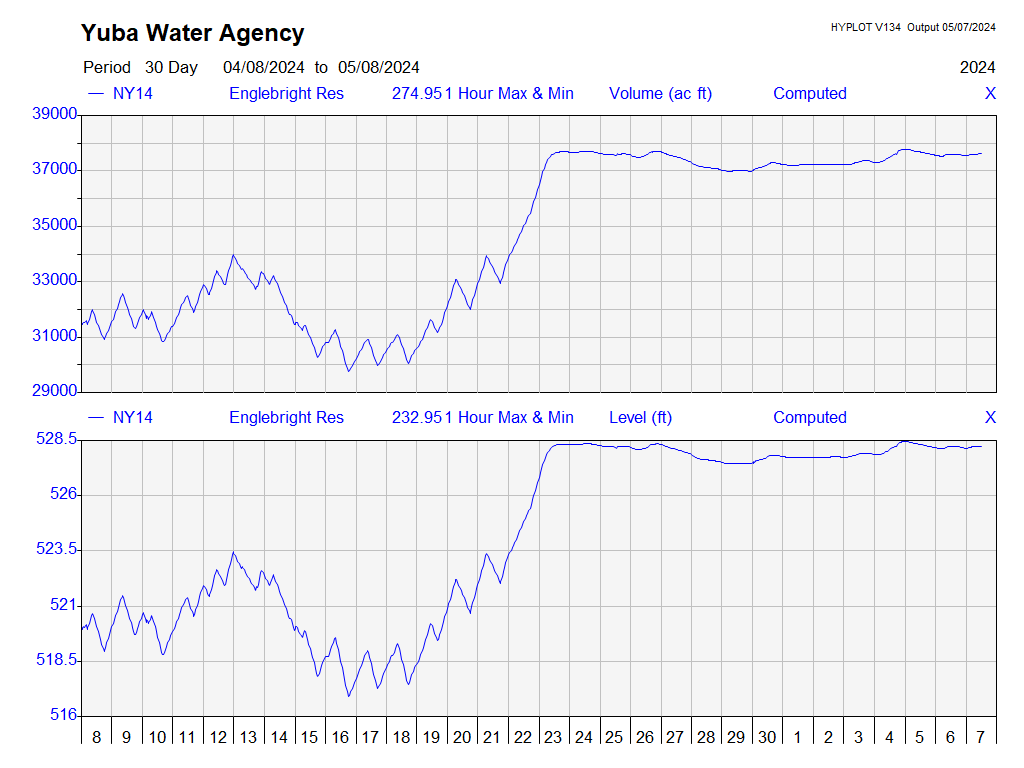 Yuba Water Agency
HYPLOT V134 Output 05/07/2024
Period 30 Day 04/08/2024 to 05/08/2024
2024
NY14 Englebright Res 274.951 Hour Max & Min Volume (ac ft) Computed X
39000
37000
35000
33000
31000
29000
NY14 Englebright Res 232.951 Hour Max & Min Level (ft) Computed X
528.5
526
523.5
521
518.5
516
8 9 10 11 12 13 14 15 16 17 18 19 20 21 22 23 24 25 26 27 28 29 30 1 2 3 4 5 6 7